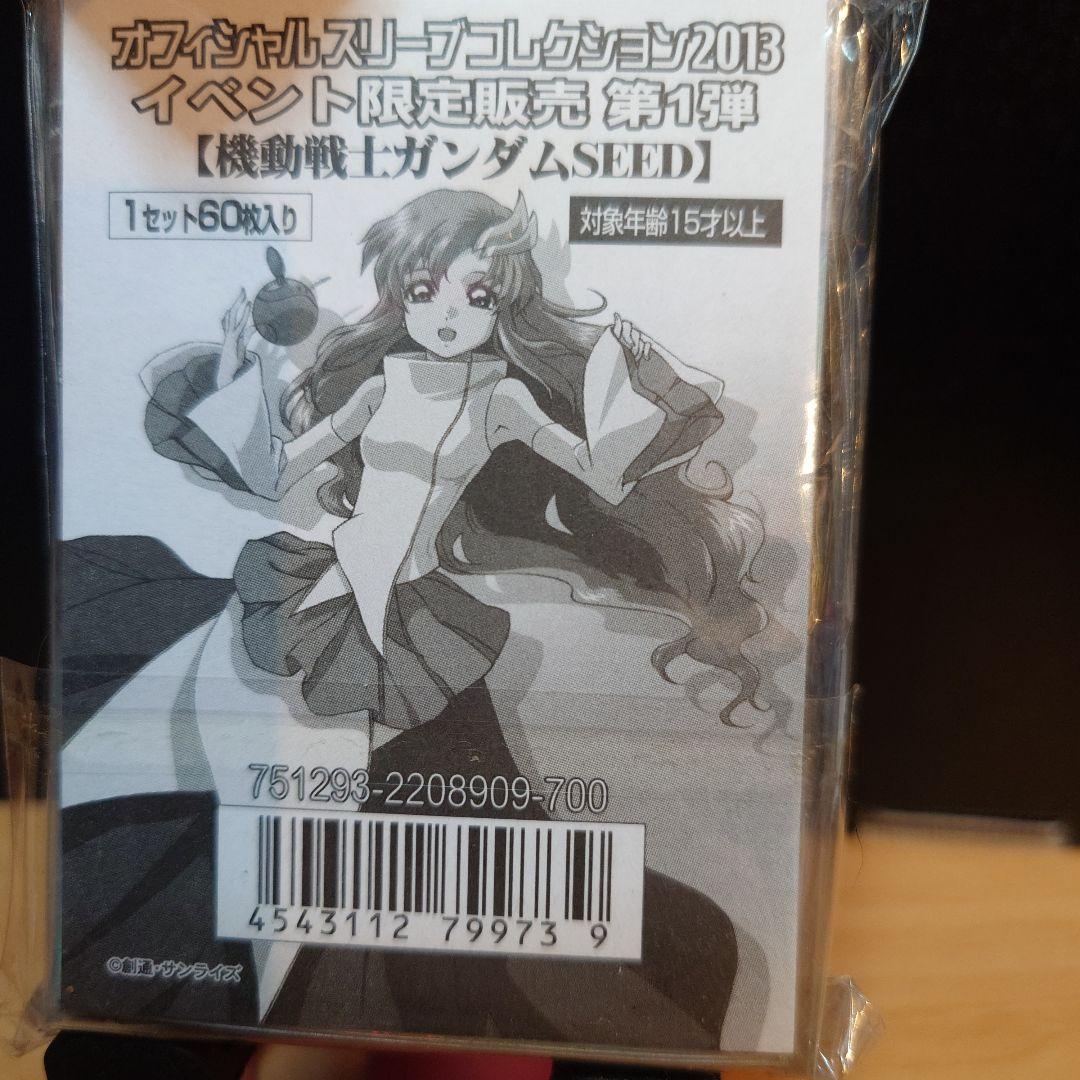 オフィシャルスリーブコレクション2013
イベント限定販売 第1弾
【機動戦士ガンダムSEED】
1セット60枚入り
対象年齢15才以上
751293-2208909-700
4543112 79973 9
©創通・サンライズ